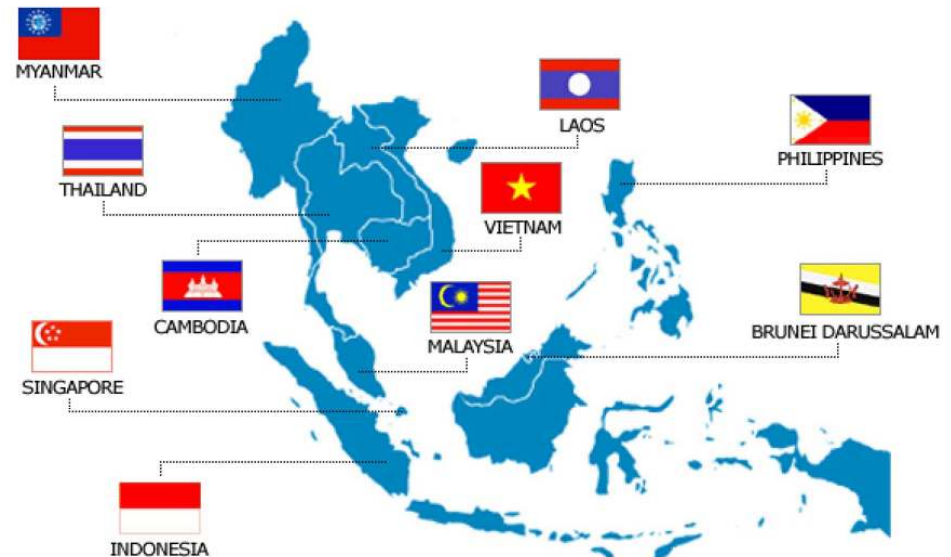 MYANMAR
LAOS
PHILIPPINES
THAILAND
VIETNAM
CAMBODIA
MALAYSIA
BRUNEI DARUSSALAM
SINGAPORE
INDONESIA